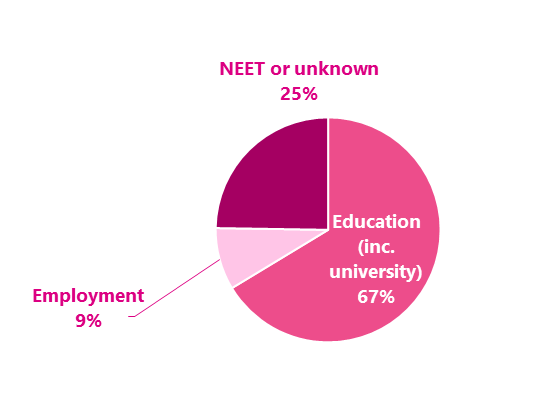 NEET or unknown
25%
Education
(inc.
university)
67%
Employment
9%